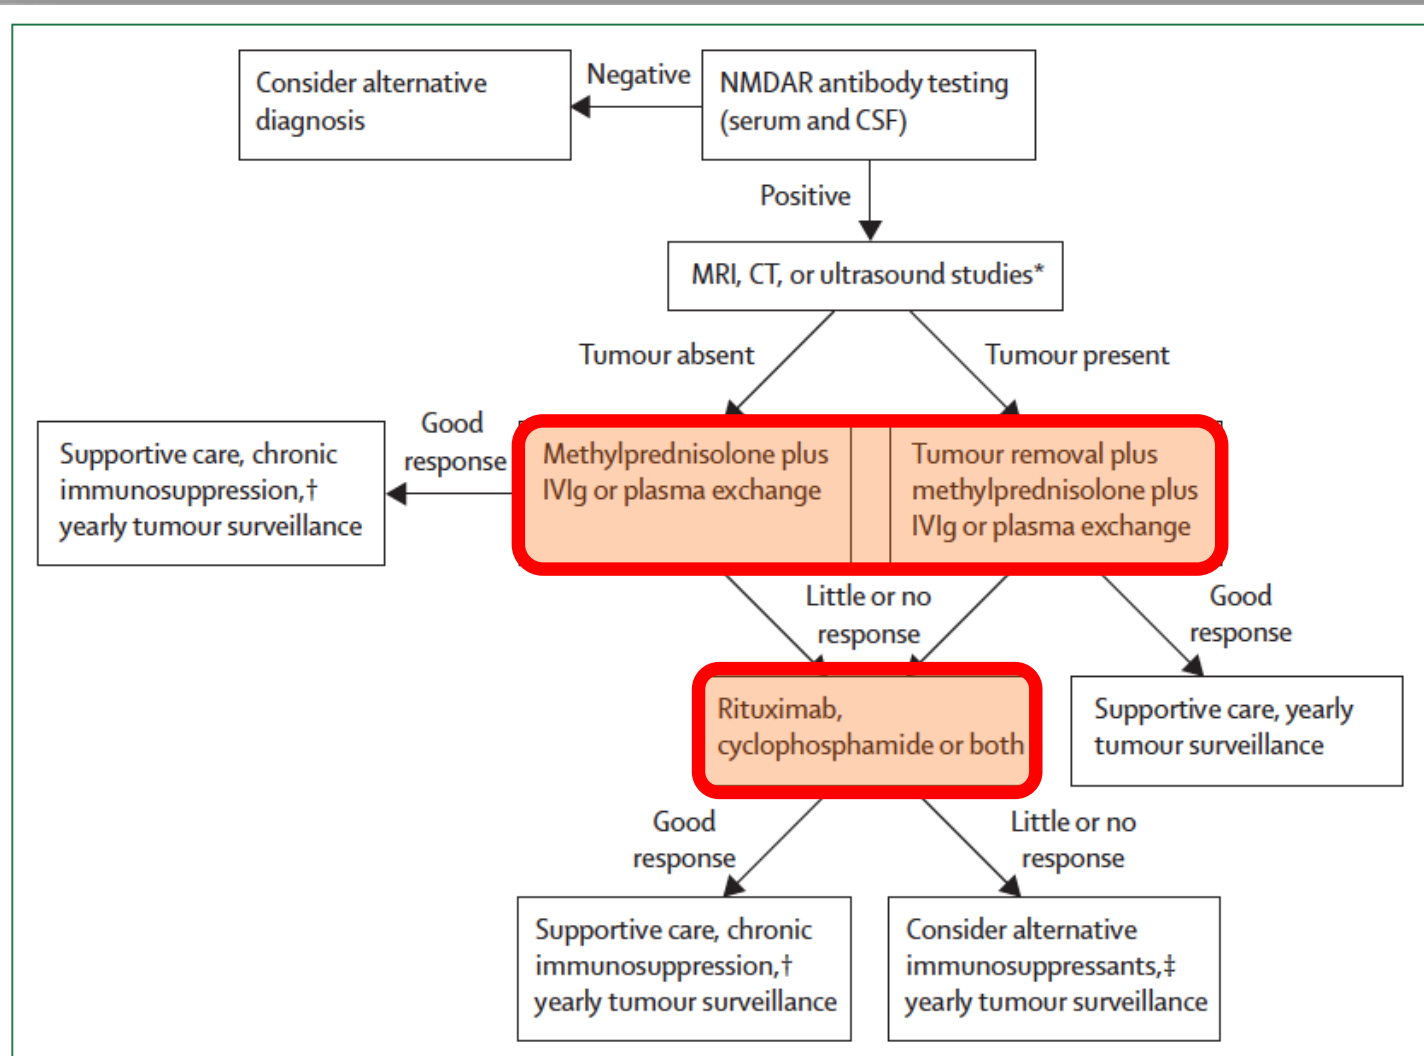 Consider alternative
diagnosis
Negative
NMDAR antibody testing
(serum and CSF)
Positive
MRI, CT, or ultrasound studies*
Tumour absent
Tumour present
Supportive care, chronic
immunosuppression,†
yearly tumour surveillance
Good
response
Methylprednisolone plus
IVIg or plasma exchange
Tumour removal plus
methylprednisolone plus
IVIg or plasma exchange
Little or no
response
Good
response
Rituximab,
cyclophosphamide or both
Supportive care, yearly
tumour surveillance
Good
response
Little or no
response
Supportive care, chronic
immunosuppression,†
yearly tumour surveillance
Consider alternative
immunosuppressants,‡
yearly tumour surveillance